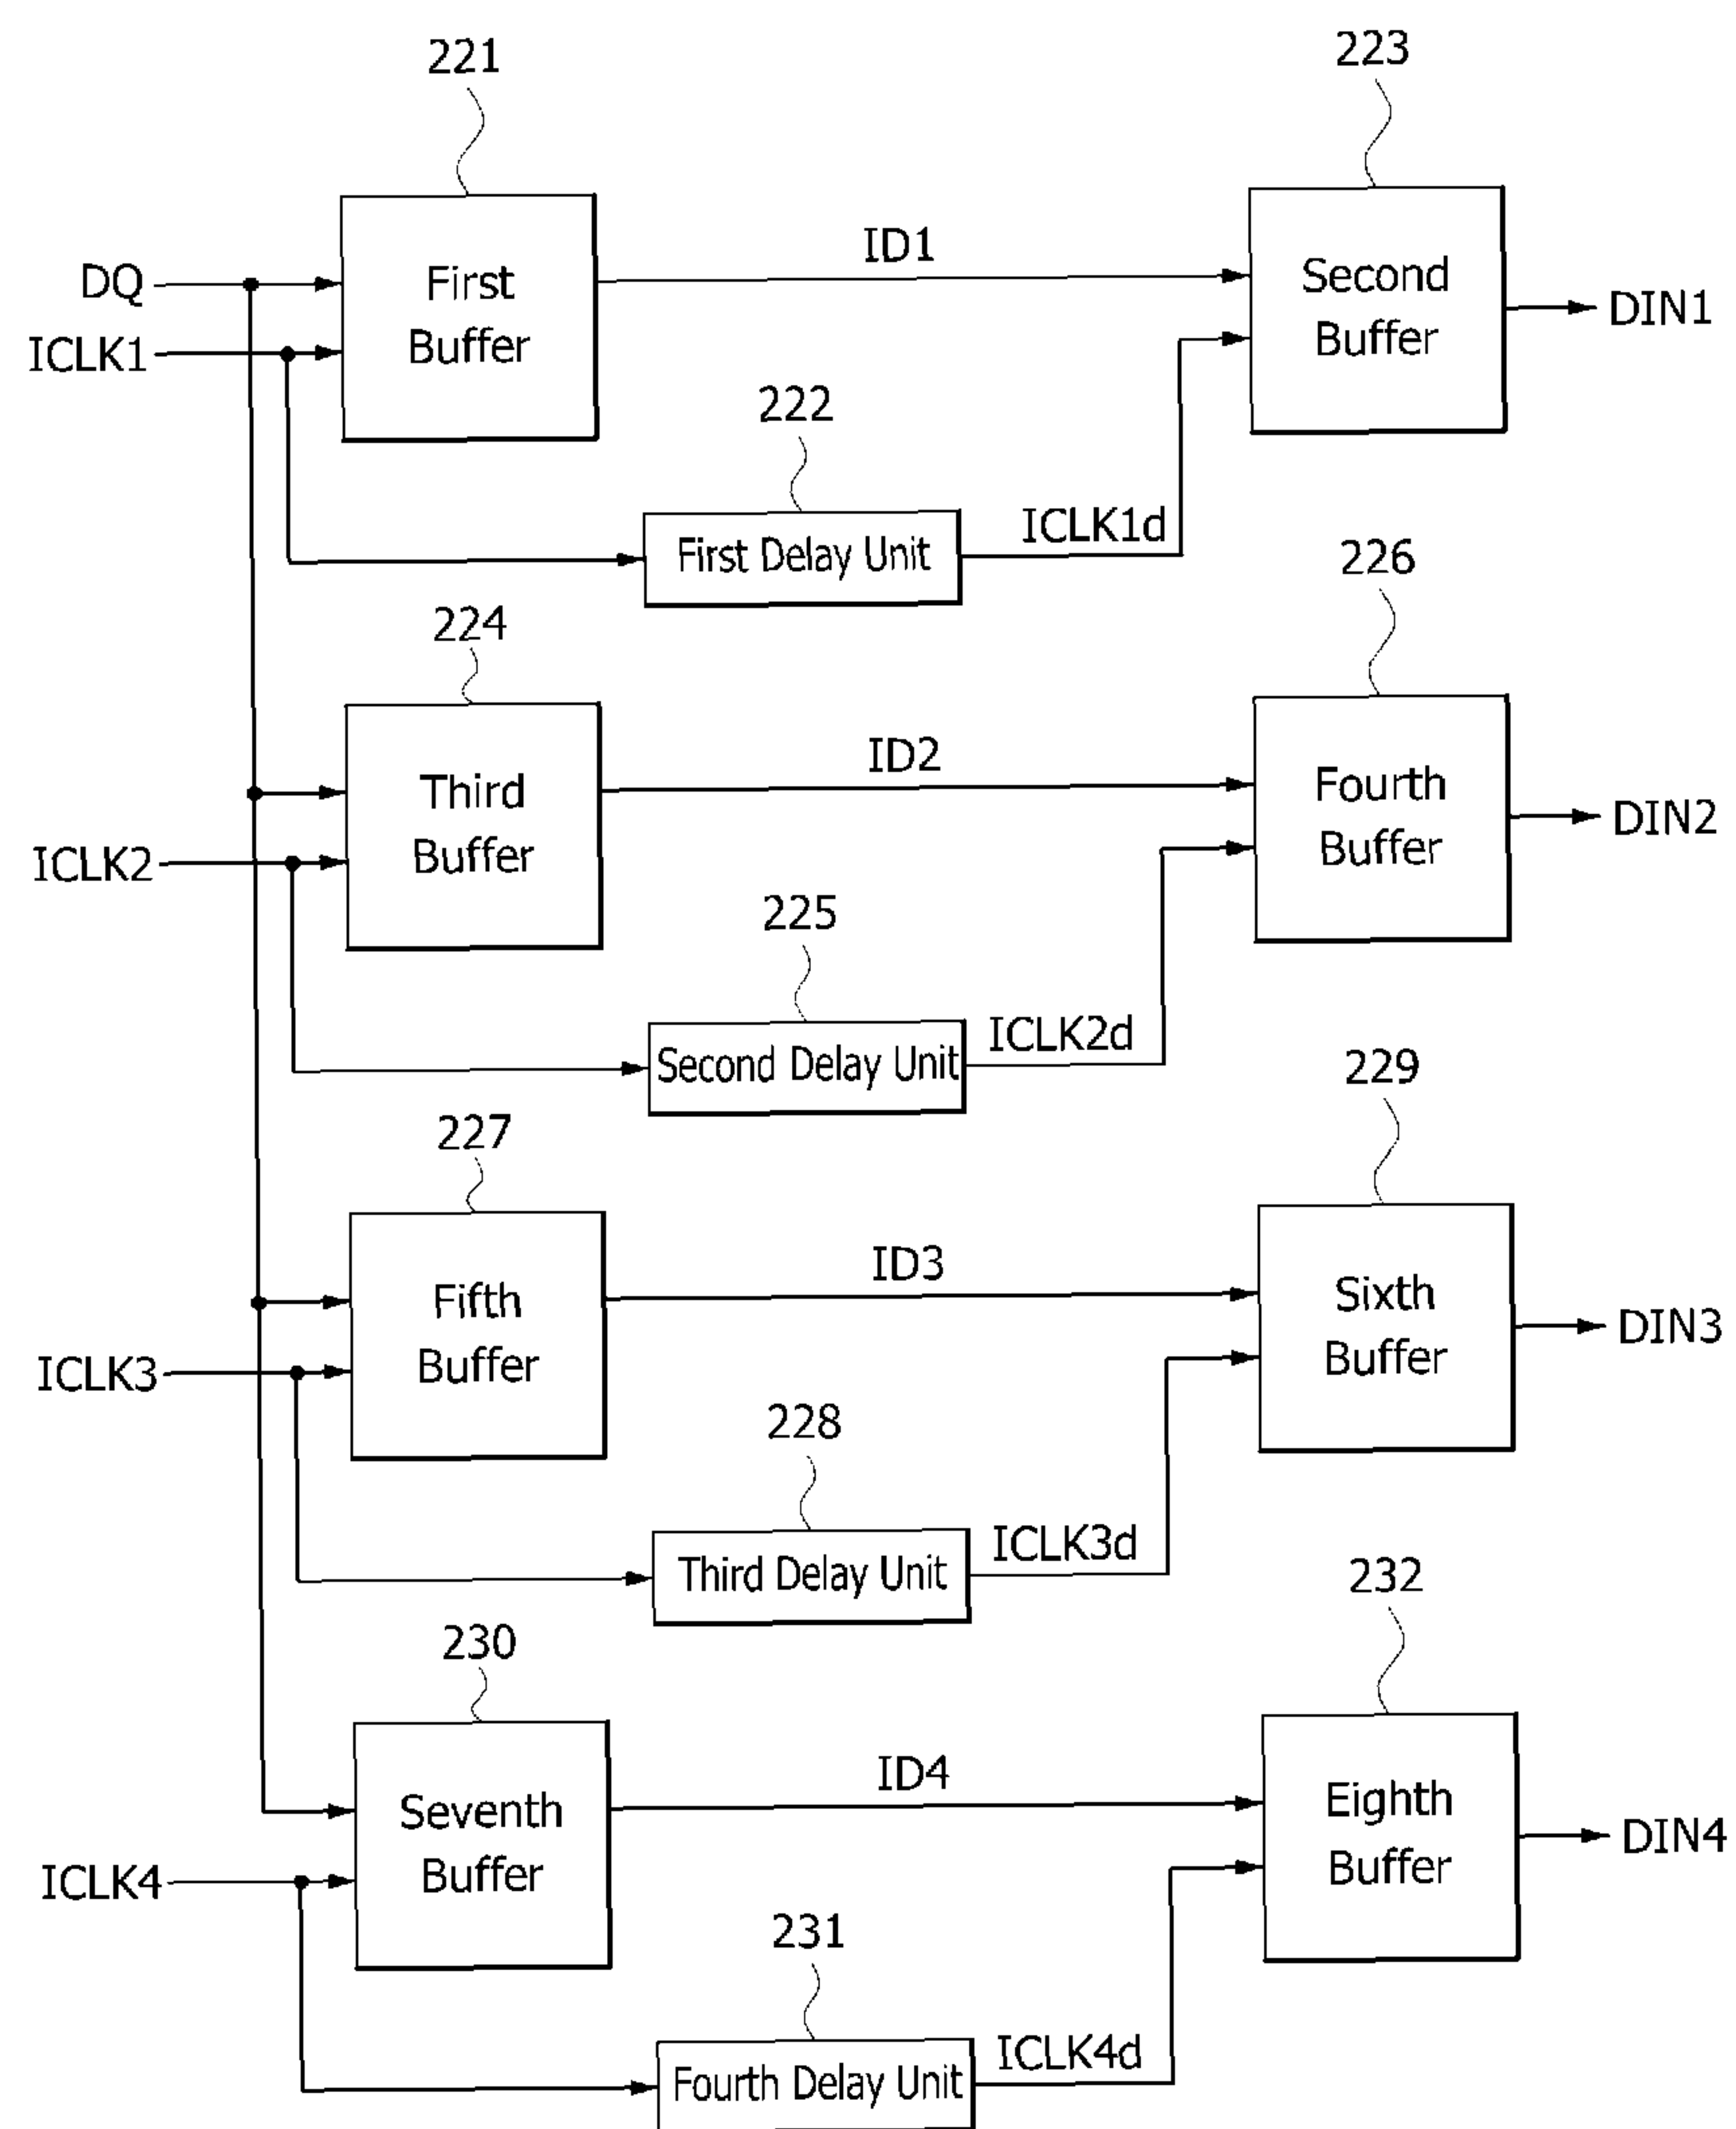 221
223
DQ
ICLK1
First
Buffer
ID1
Second
Buffer
DIN1
222
First Delay Unit
ICLK1d
224
226
ICLK2
Third
Buffer
ID2
Fourth
Buffer
DIN2
225
Second Delay Unit
ICLK2d
227
229
ICLK3
Fifth
Buffer
ID3
Sixth
Buffer
DIN3
228
Third Delay Unit
ICLK3d
230
232
ICLK4
Seventh
Buffer
ID4
Eighth
Buffer
DIN4
231
Fourth Delay Unit
ICLK4d